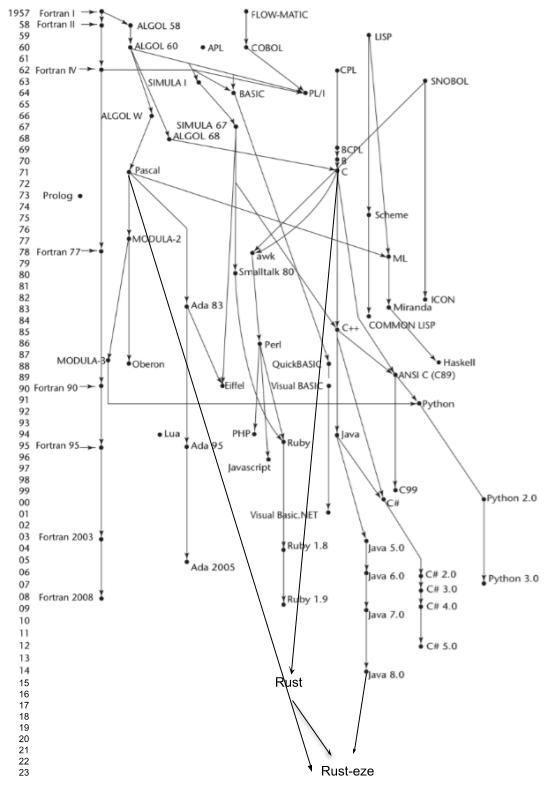 1957 Fortran I FLOW-MATIC
58 Fortran II ALGOL 58
59 LISP
60 ALGOL 60 APL COBOL
61
62 Fortran IV CPL
63 SIMULA I SNOBOL
64 BASIC PL/I
65
66 ALGOL W
67 SIMULA 67
68 ALGOL 68
69 BCPL
70 B
71 Pascal C
72
73 Prolog
74
75 Scheme
76
77 MODULA-2
78 Fortran 77 awk ML
79
80 Smalltalk 80
81
82 ICON
83 Ada 83 Miranda
84 COMMON LISP
85 C++
86 Perl
87 MODULA-3 Oberon QuickBASIC Haskell
88
89 ANSI C (C89)
90 Fortran 90 Eiffel Visual BASIC
91 Python
92
93
94 Lua PHP Ruby Java
95 Fortran 95 Ada 95
96 Javascript
97
98
99 C99
00 C# Python 2.0
01 Visual Basic.NET
02
03 Fortran 2003
04 Ruby 1.8 Java 5.0
05 Ada 2005
06 Java 6.0 C# 2.0 Python 3.0
07 C# 3.0
08 Fortran 2008 Ruby 1.9 C# 4.0
09 Java 7.0
10
11
12 C# 5.0
13
14 Java 8.0
15 Rust
16
17
18
19
20
21
22
23 Rust-eze